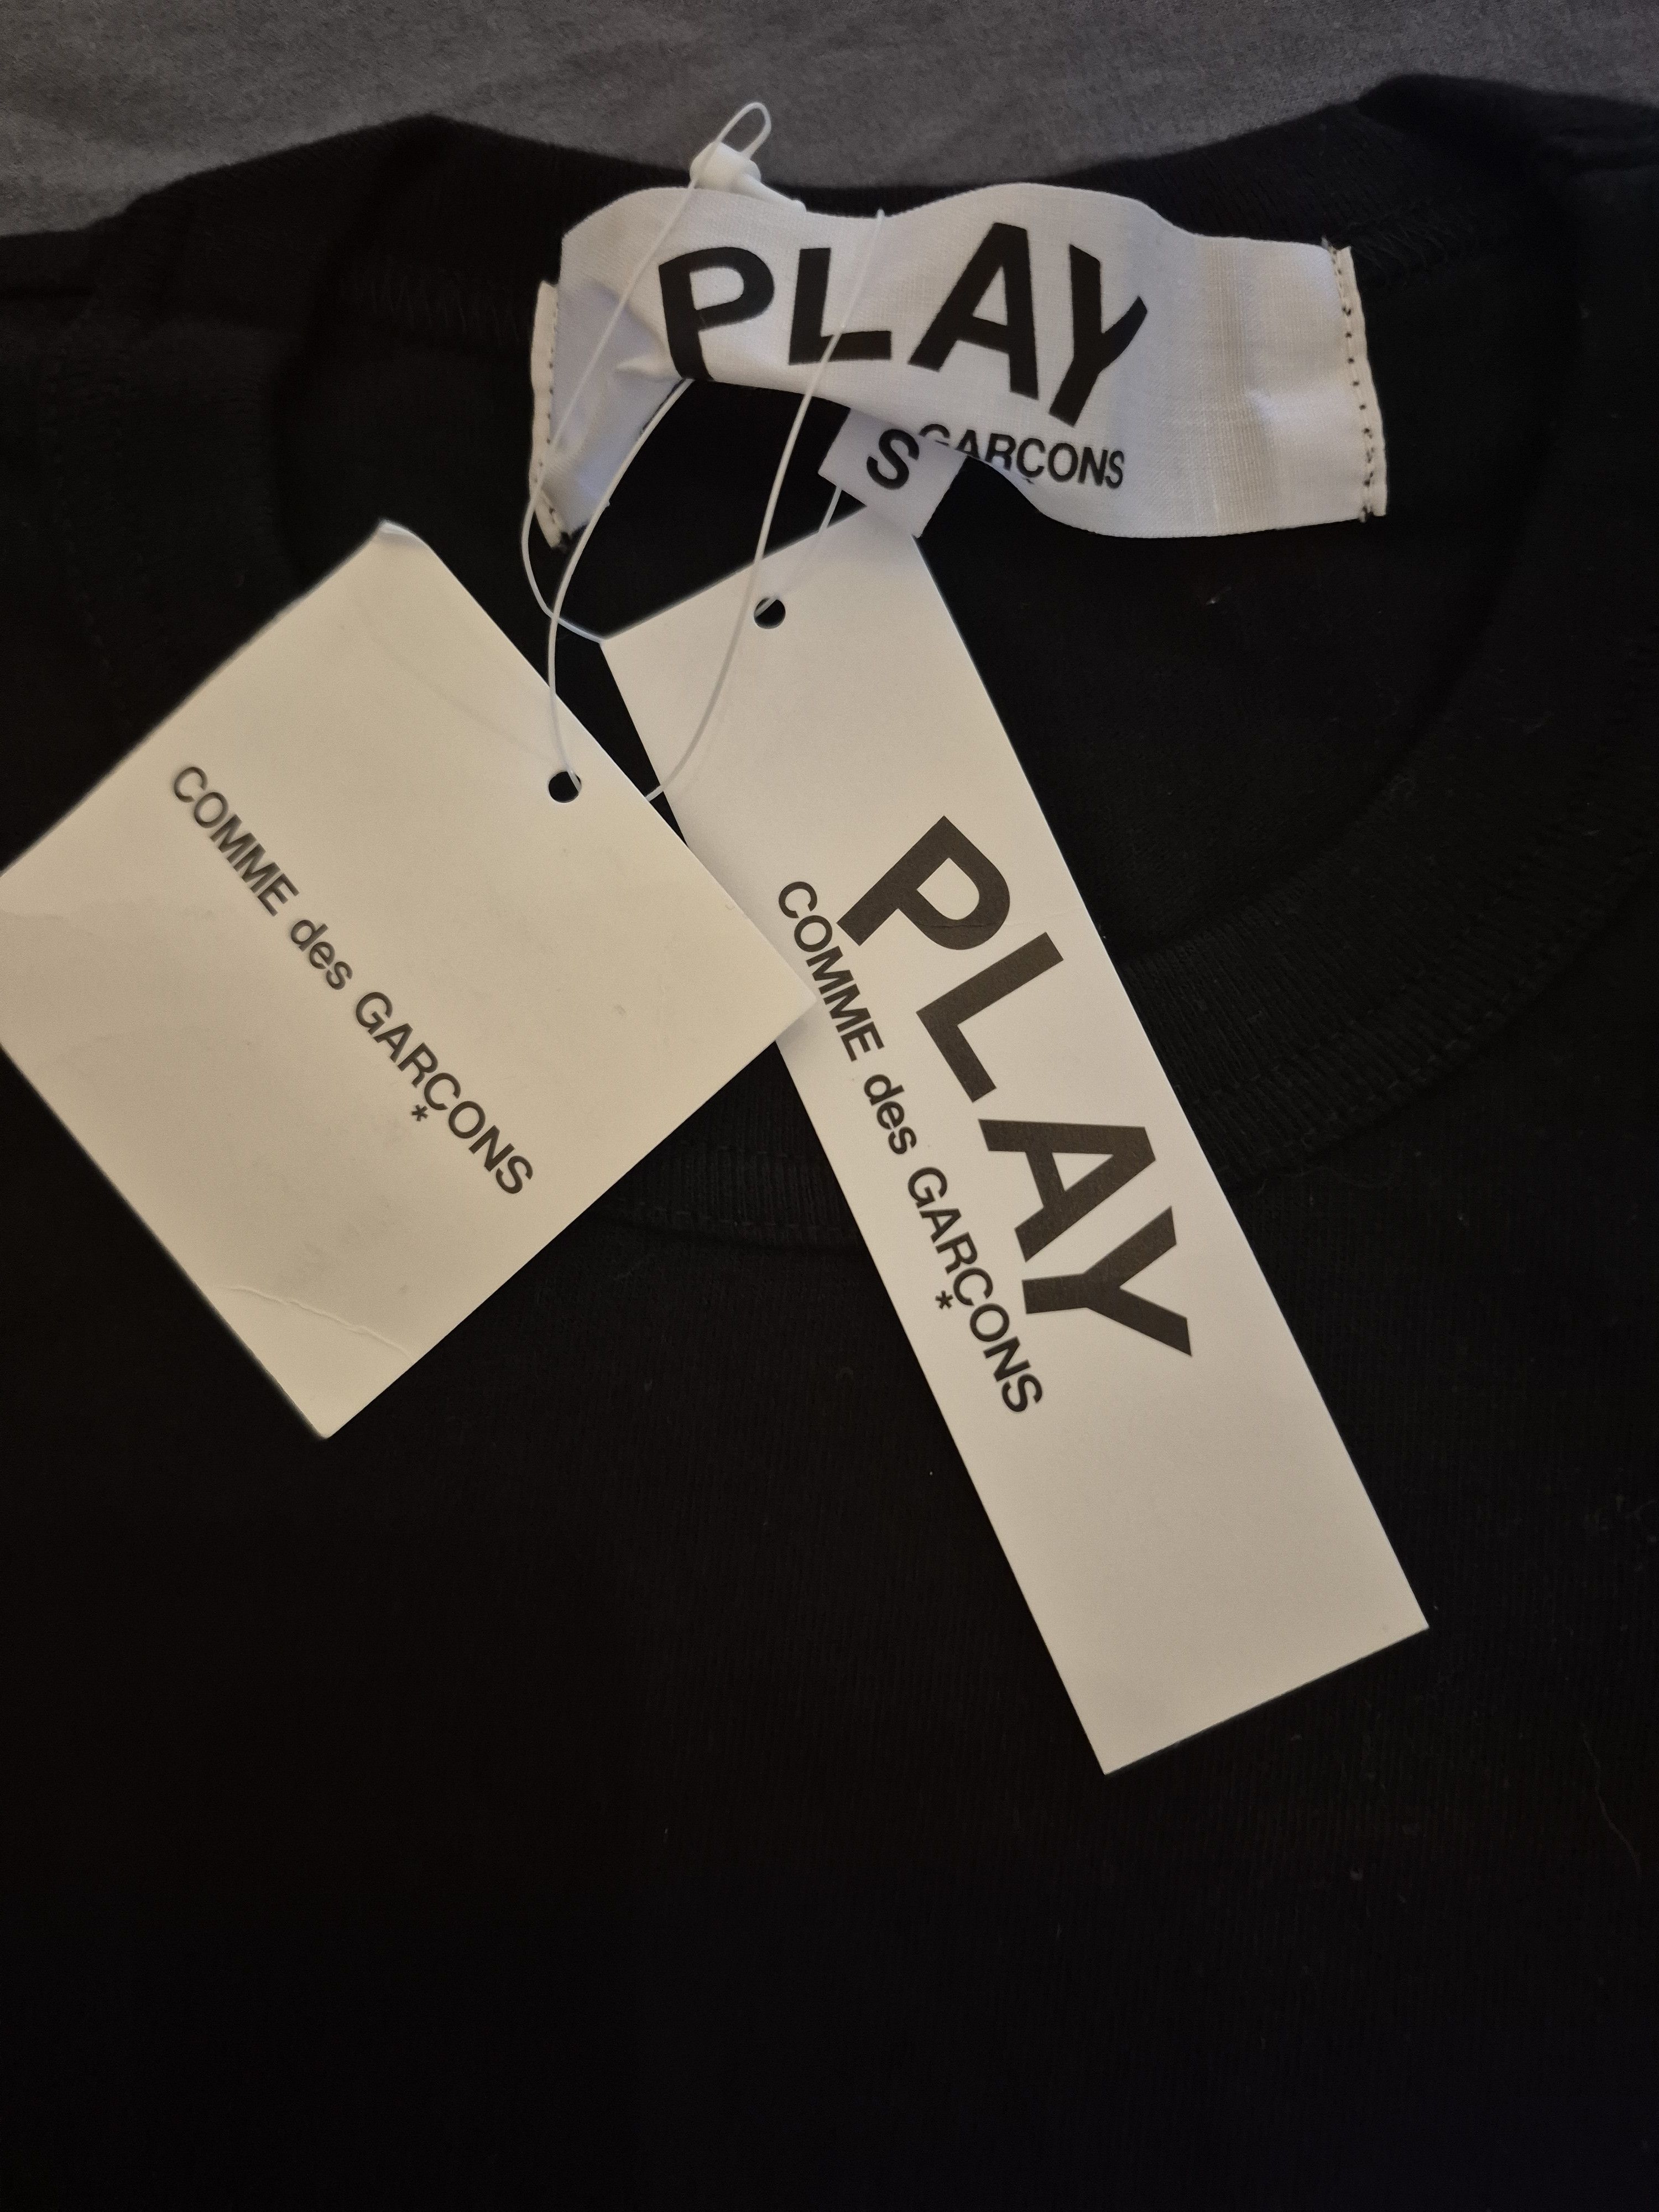 PLAY
S
GARÇONS
COMME des GARÇONS
*
PLAY
COMME des GARÇONS
*